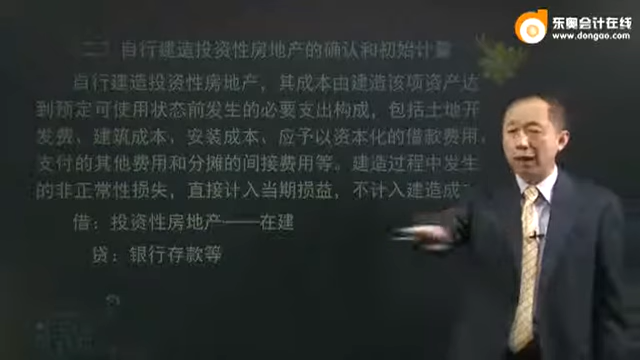 东奥会计在线
www.dongao.com
三、自行建造投资性房地产的确认和初始计量
自行建造投资性房地产，其成本由建造该项资产达
到预定可使用状态前发生的必要支出构成，包括土地开
发费、建筑成本、安装成本、应予以资本化的借款费用、
支付的其他费用和分摊的间接费用等。建造过程中发生
的非正常性损失，直接计入当期损益，不计入建造成
借：投资性房地产——在建
贷：银行存款等